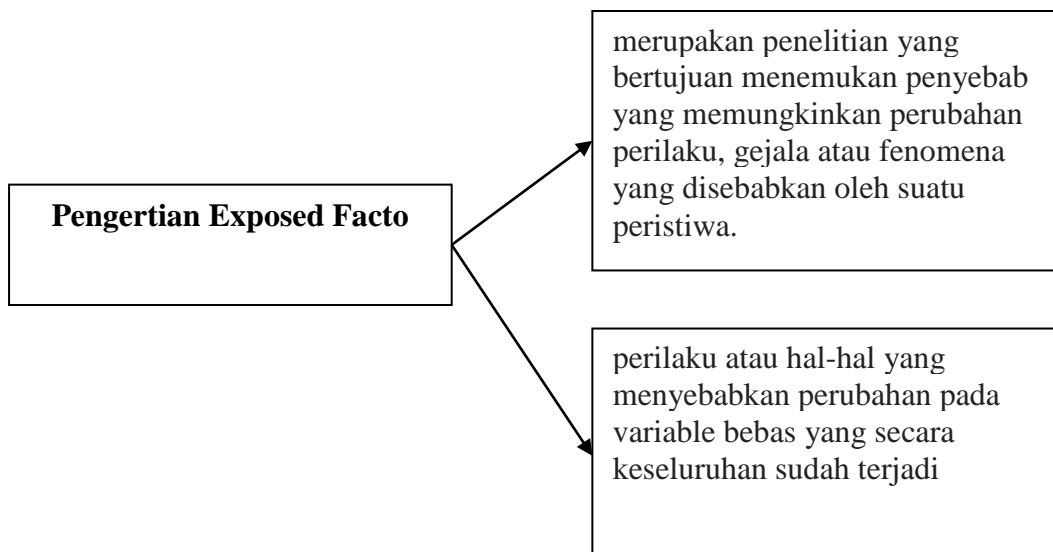 Pengertian Exposed Facto
merupakan penelitian yang
bertujuan menemukan penyebab
yang memungkinkan perubahan
perilaku, gejala atau fenomena
yang disebabkan oleh suatu
peristiwa.
perilaku atau hal-hal yang
menyebabkan perubahan pada
variable bebas yang secara
keseluruhan sudah terjadi